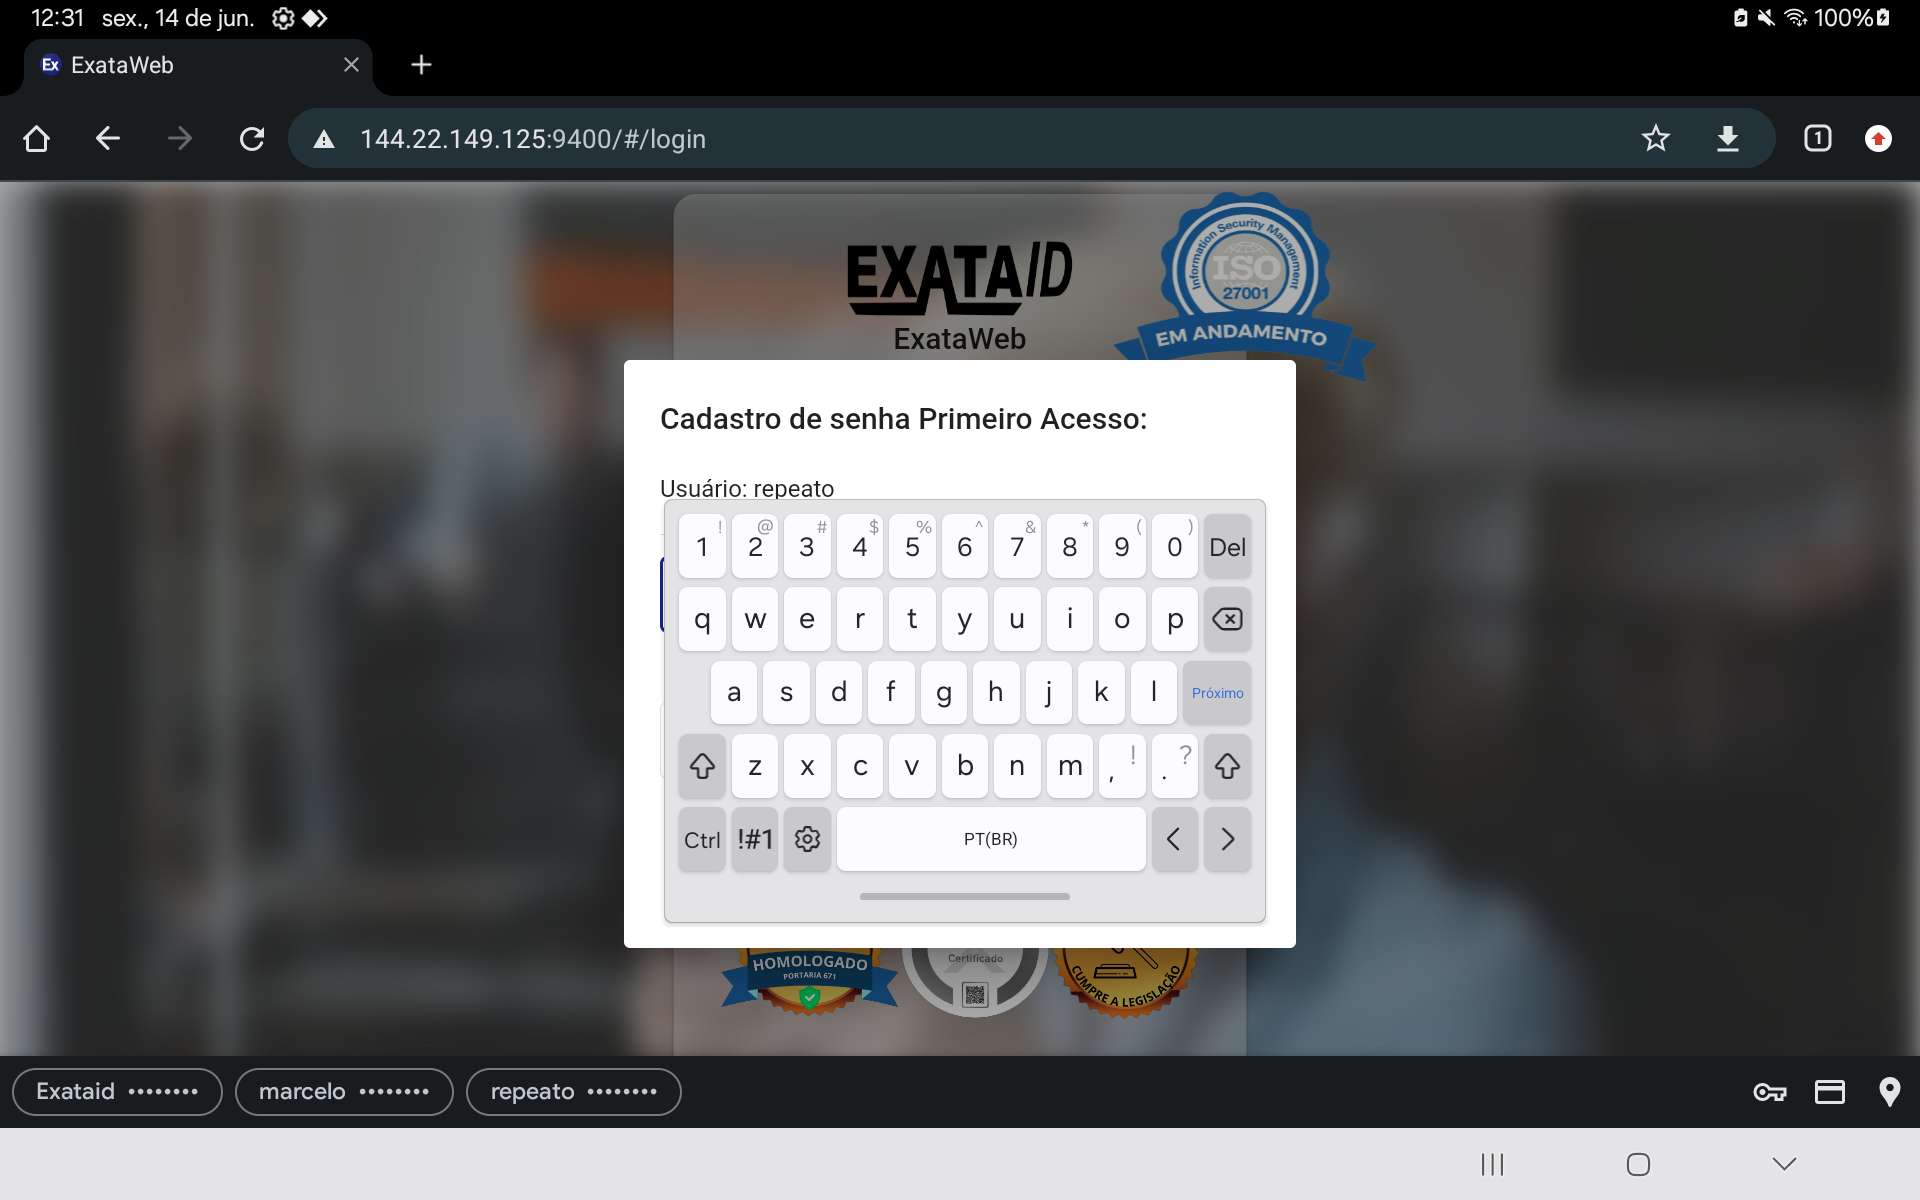 12:31 sex., 14 de jun. 100%
Ex ExataWeb
144.22.149.125:9400/#/login 1
EXATAID
ExataWeb
Information Security Management
ISO
27001
EM ANDAMENTO
Cadastro de senha Primeiro Acesso:
Usuário: repeato
! @ # $ % ^ & * ( )
1 2 3 4 5 6 7 8 9 0 Del
q w e r t y u i o p
a s d f g h j k l Próximo
z x c v b n m , ! . ?
Ctrl !#1 PT(BR) < >
HOMOLOGADO
PORTARIA 671
Certificado
CUMPRE A LEGISLAÇÃO
Exataid •••••••• marcelo •••••••• repeato ••••••••